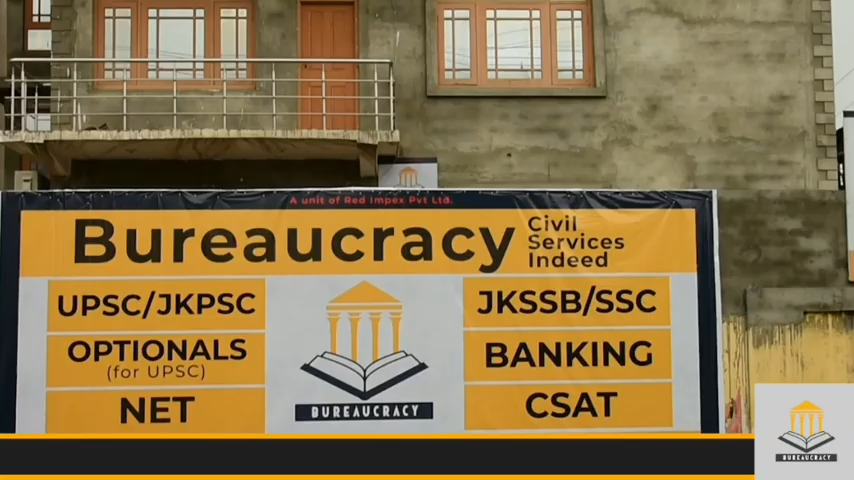 A unit of Red Impex Pvt Ltd.
Bureaucracy
Civil
Services
Indeed
UPSC/JKPSC
OPTIONALS
(for UPSC)
NET
BUREAUCRACY
JKSSB/SSC
BANKING
CSAT
BUREAUCRACY